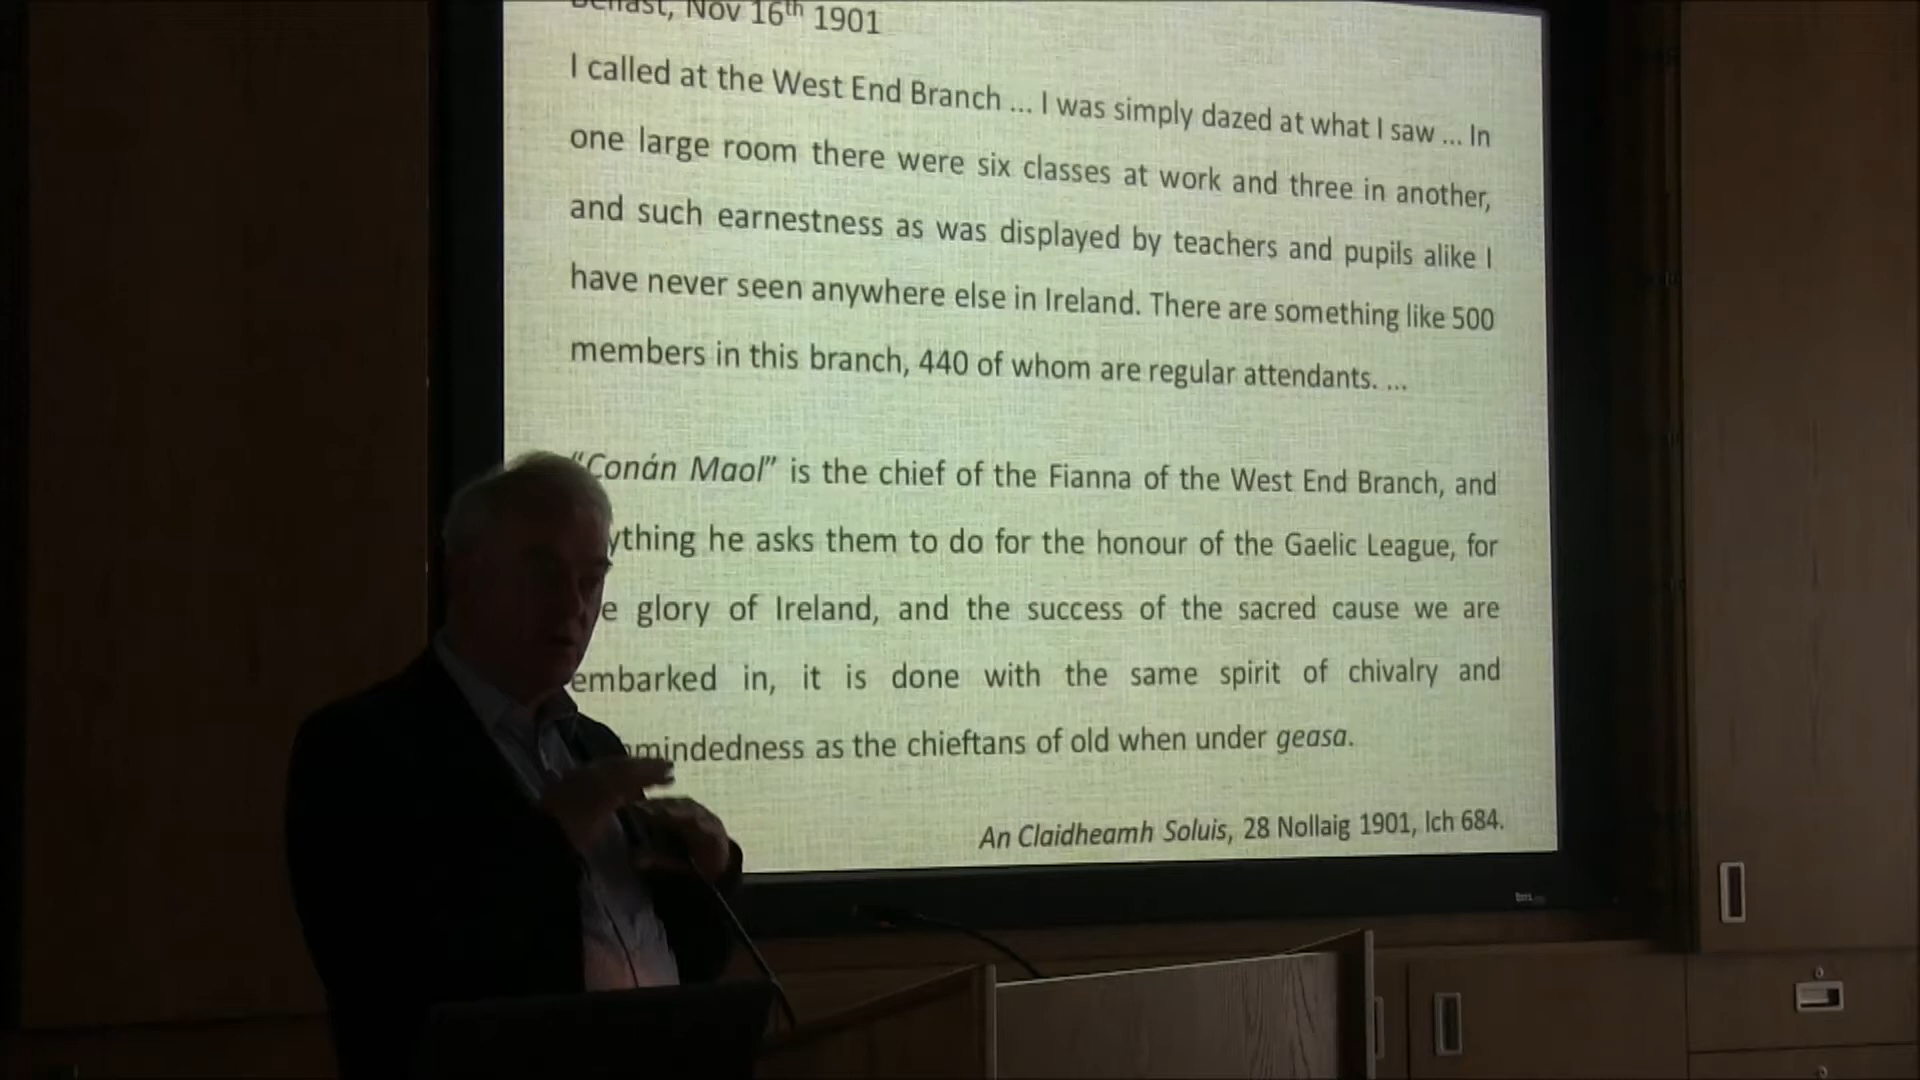 Belfast, Nov 16th 1901
I called at the West End Branch ... I was simply dazed at what I saw ... In
one large room there were six classes at work and three in another,
and such earnestness as was displayed by teachers and pupils alike I
have never seen anywhere else in Ireland. There are something like 500
members in this branch, 440 of whom are regular attendants. ...
“Conán Maol” is the chief of the Fianna of the West End Branch, and
ything he asks them to do for the honour of the Gaelic League, for
e glory of Ireland, and the success of the sacred cause we are
embarked in, it is done with the same spirit of chivalry and
mindedness as the chieftans of old when under geasa.
An Claidheamh Soluis, 28 Nollaig 1901, lch 684.